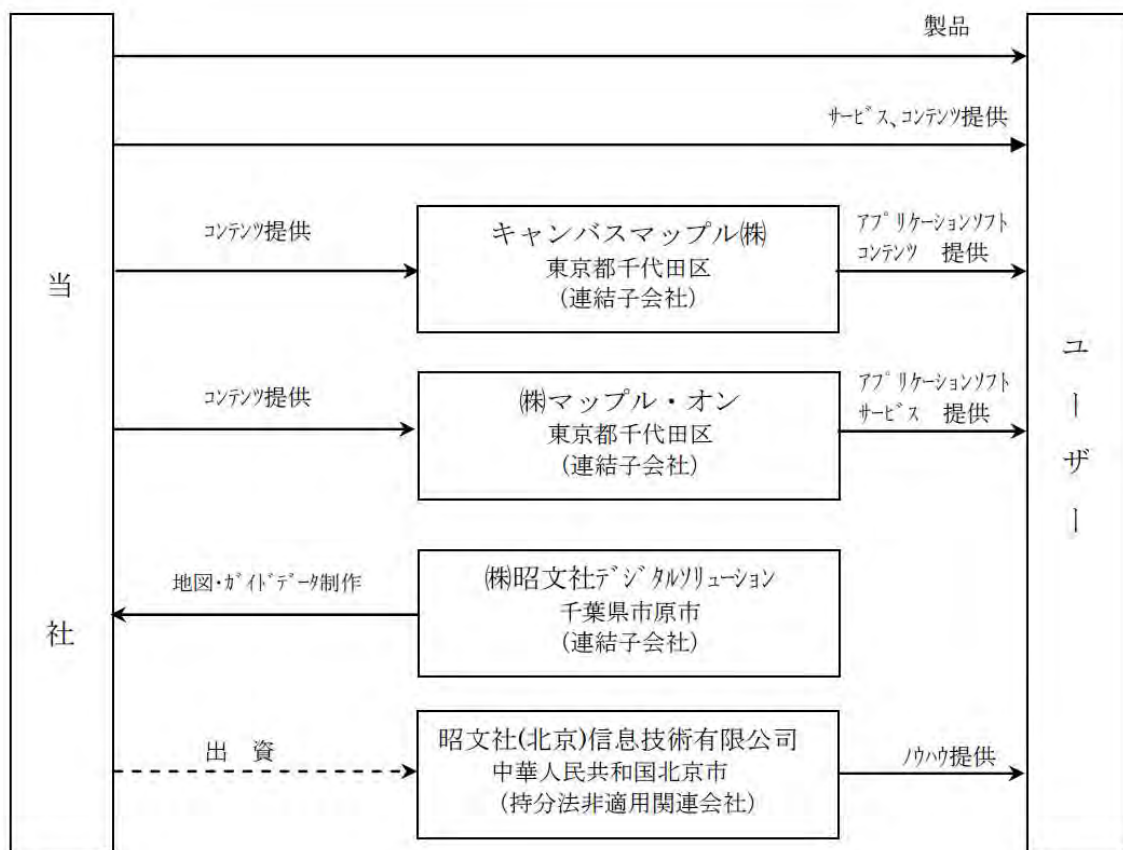 製品
サービス、コンテンツ提供
当社
ユーザー
コンテンツ提供
キャンバスマップル㈱
東京都千代田区
(連結子会社)
アプリケーションソフト
コンテンツ 提供
コンテンツ提供
㈱マップル・オン
東京都千代田区
(連結子会社)
アプリケーションソフト
サービス 提供
地図・ガイドデータ制作
㈱昭文社デジタルソリューション
千葉県市原市
(連結子会社)
出 資
昭文社(北京)信息技術有限公司
中華人民共和国北京市
(持分法非適用関連会社)
ノウハウ提供